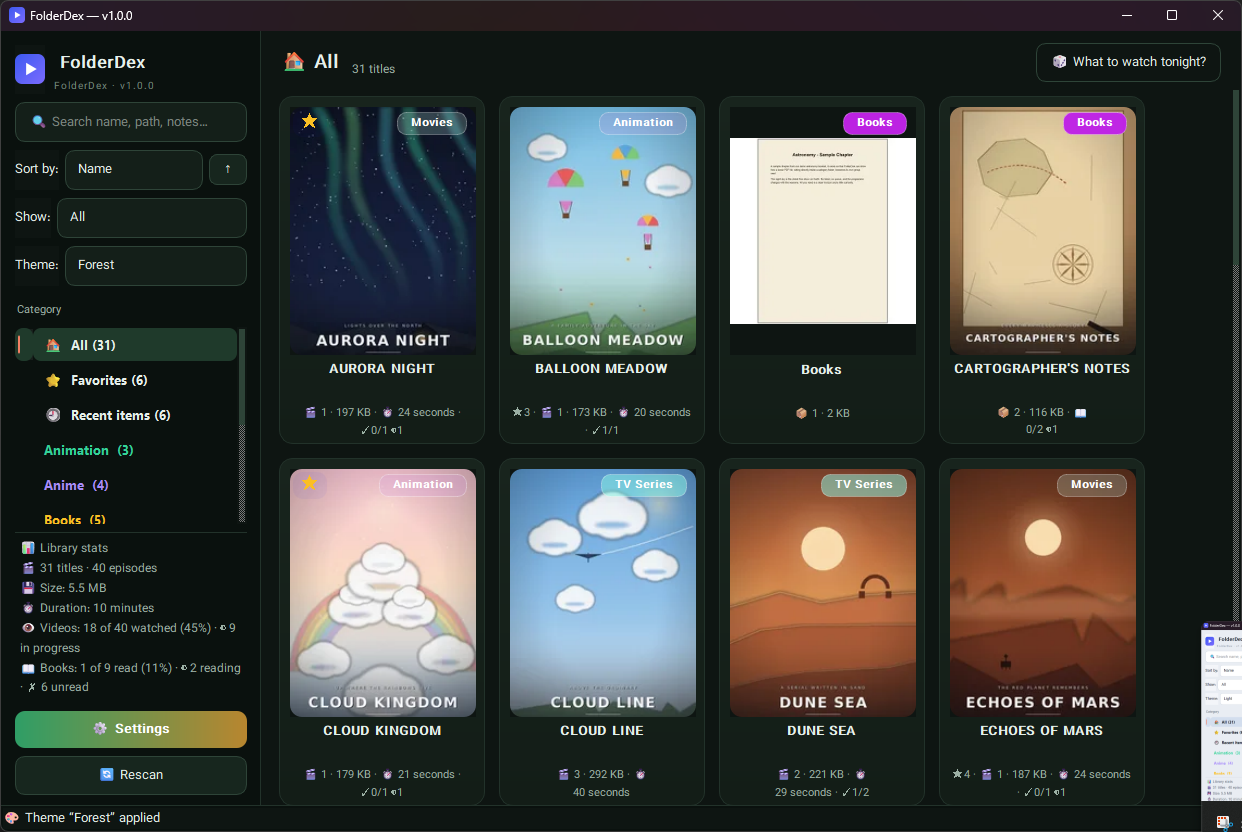 FolderDex — v1.0.0
FolderDex
FolderDex · v1.0.0
Search name, path, notes...
Sort by: Name ↑
Show: All
Theme: Forest
Category
All (31)
Favorites (6)
Recent items (6)
Animation (3)
Anime (4)
Books (5)
Library stats
31 titles · 40 episodes
Size: 5.5 MB
Duration: 10 minutes
Videos: 18 of 40 watched (45%) · 9
in progress
Books: 1 of 9 read (11%) · 2 reading
· ✗ 6 unread
Settings
Rescan
Theme “Forest” applied
All 31 titles
What to watch tonight?
Movies
LIGHTS OVER THE NORTH
AURORA NIGHT
AURORA NIGHT
1 · 197 KB · 24 seconds ·
✓0/1 1
Animation
BALLOON MEADOW
BALLOON MEADOW
★3 · 1 · 173 KB · 20 seconds
· ✓1/1
Books
Astronomy - Sample Chapter
Books
1 · 2 KB
Books
CARTOGRAPHER'S NOTES
CARTOGRAPHER'S NOTES
2 · 116 KB ·
0/2 1
Animation
CLOUD KINGDOM
CLOUD KINGDOM
1 · 179 KB · 21 seconds ·
✓0/1 1
TV Series
CLOUD LINE
CLOUD LINE
3 · 292 KB ·
40 seconds
TV Series
A SERIAL WRITTEN IN SAND
DUNE SEA
DUNE SEA
2 · 221 KB ·
29 seconds · ✓1/2
Movies
THE RED PLANET REMEMBERS
ECHOES OF MARS
ECHOES OF MARS
★4 · 1 · 187 KB · 24 seconds
· ✓0/1 1